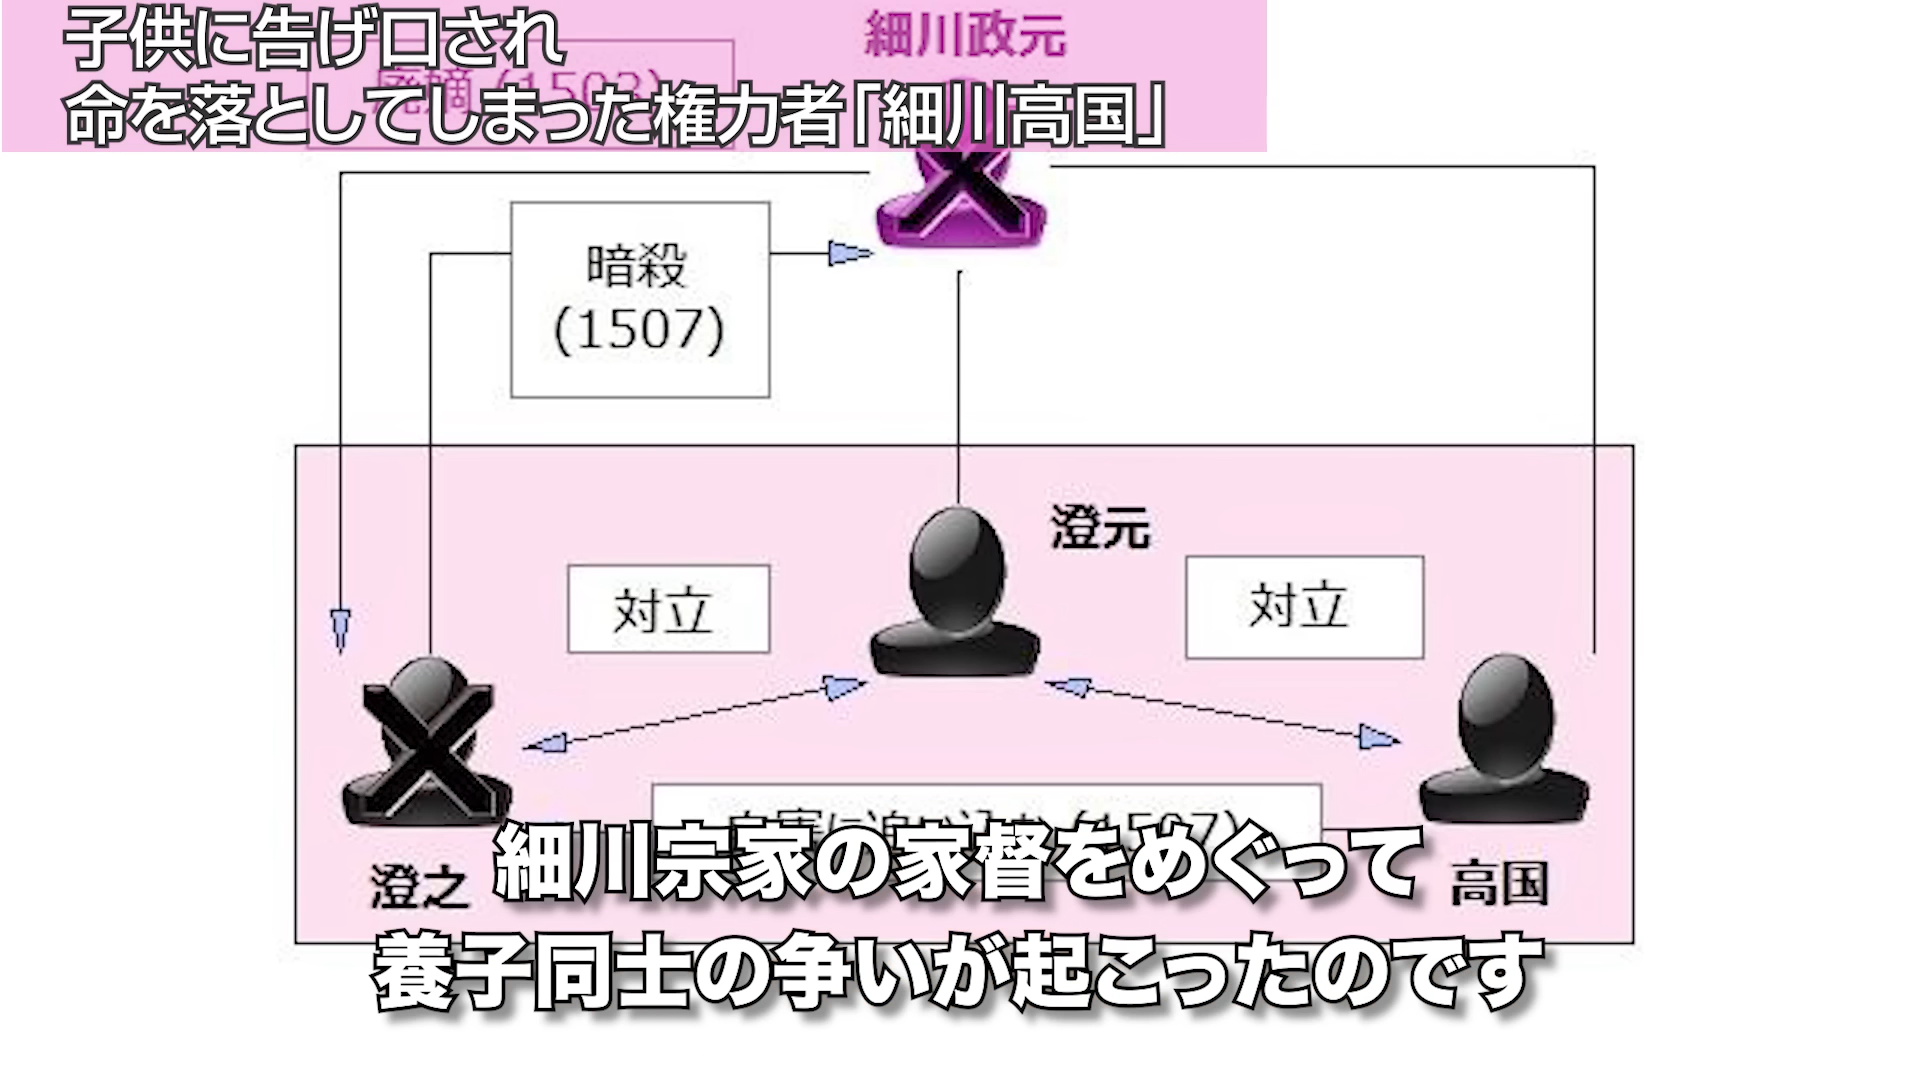 子供に告げ口され
命を落としてしまった権力者「細川高国」
細川政元
廃嫡 (1503)
暗殺
(1507)
澄元
対立
対立
澄之
高国
細川宗家の家督をめぐって
養子同士の争いが起こったのです